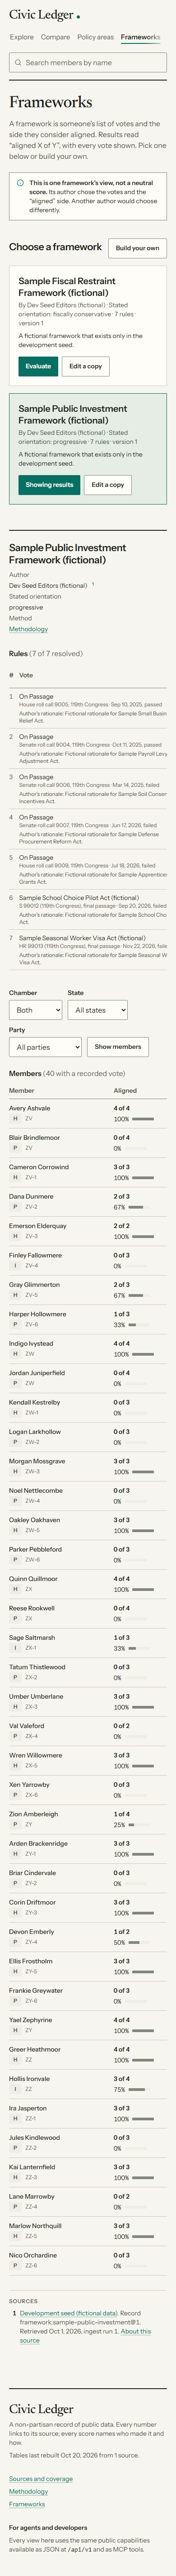 Civic Ledger
Explore Compare Policy areas Frameworks
Search members by name
Frameworks
A framework is someone's list of votes and the
side they consider aligned. Results read
"aligned X of Y", with every vote shown. Pick one
below or build your own.
This is one framework's view, not a neutral
score. Its author chose the votes and the
"aligned" side. Another author would choose
differently.
Choose a framework
Build your own
Sample Fiscal Restraint
Framework (fictional)
By Dev Seed Editors (fictional) · Stated
orientation: fiscally conservative · 7 rules ·
version 1
A fictional framework that exists only in the
development seed.
Evaluate
Edit a copy
Sample Public Investment
Framework (fictional)
By Dev Seed Editors (fictional) · Stated
orientation: progressive · 7 rules · version 1
A fictional framework that exists only in the
development seed.
Showing results
Edit a copy
Sample Public Investment
Framework (fictional)
Author
Dev Seed Editors (fictional) 1
Stated orientation
progressive
Method
Methodology
Rules (7 of 7 resolved)
# Vote
1 On Passage
House roll call 9005, 119th Congress · Sep 10, 2025, passed
Author's rationale: Fictional rationale for Sample Small Busin
Relief Act.
2 On Passage
Senate roll call 9004, 119th Congress · Oct 11, 2025, passed
Author's rationale: Fictional rationale for Sample Payroll Levy
Adjustment Act.
3 On Passage
Senate roll call 9006, 119th Congress · Mar 14, 2025, failed
Author's rationale: Fictional rationale for Sample Soil Conser
Incentives Act.
4 On Passage
Senate roll call 9007, 119th Congress · Jun 17, 2026, failed
Author's rationale: Fictional rationale for Sample Defense
Procurement Reform Act.
5 On Passage
House roll call 9009, 119th Congress · Jul 18, 2026, failed
Author's rationale: Fictional rationale for Sample Apprentices
Grants Act.
6 Sample School Choice Pilot Act (fictional)
S 99012 (119th Congress), final passage · Sep 20, 2026, failed
Author's rationale: Fictional rationale for Sample School Cho
Act.
7 Sample Seasonal Worker Visa Act (fictional)
HR 99013 (119th Congress), final passage · Nov 22, 2026, faile
Author's rationale: Fictional rationale for Sample Seasonal W
Visa Act.
Chamber State
Both All states
Party
All parties Show members
Members (40 with a recorded vote)
Member Aligned
Avery Ashvale 4 of 4
H ZV 100%
Blair Brindlemoor 0 of 4
P ZV 0%
Cameron Corrowind 3 of 3
H ZV-1 100%
Dana Dunmere 2 of 3
P ZV-2 67%
Emerson Elderquay 2 of 2
H ZV-3 100%
Finley Fallowmere 0 of 3
I ZV-4 0%
Gray Glimmerton 2 of 3
H ZV-5 67%
Harper Hollowmere 1 of 3
P ZV-6 33%
Indigo Ivystead 4 of 4
H ZW 100%
Jordan Juniperfield 0 of 4
P ZW 0%
Kendall Kestrelby 0 of 3
H ZW-1 0%
Logan Larkhollow 0 of 3
P ZW-2 0%
Morgan Mossgrave 3 of 3
H ZW-3 100%
Noel Nettlecombe 0 of 3
P ZW-4 0%
Oakley Oakhaven 3 of 3
H ZW-5 100%
Parker Pebbleford 0 of 3
P ZW-6 0%
Quinn Quillmoor 4 of 4
H ZX 100%
Reese Rookwell 0 of 4
P ZX 0%
Sage Saltmarsh 1 of 3
I ZX-1 33%
Tatum Thistlewood 0 of 3
P ZX-2 0%
Umber Umberlane 3 of 3
H ZX-3 100%
Val Valeford 0 of 2
P ZX-4 0%
Wren Willowmere 3 of 3
H ZX-5 100%
Xen Yarrowby 0 of 3
P ZX-6 0%
Zion Amberleigh 1 of 4
P ZY 25%
Arden Brackenridge 3 of 3
H ZY-1 100%
Briar Cindervale 0 of 3
P ZY-2 0%
Corin Driftmoor 3 of 3
H ZY-3 100%
Devon Emberly 1 of 2
P ZY-4 50%
Ellis Frostholm 3 of 3
H ZY-5 100%
Frankie Greywater 0 of 3
P ZY-6 0%
Yael Zephyrine 4 of 4
H ZY 100%
Greer Heathmoor 4 of 4
H ZZ 100%
Hollis Ironvale 3 of 4
I ZZ 75%
Ira Jasperton 3 of 3
H ZZ-1 100%
Jules Kindlewood 0 of 3
P ZZ-2 0%
Kai Lanternfield 3 of 3
H ZZ-3 100%
Lane Marrowby 0 of 2
P ZZ-4 0%
Marlow Northquill 3 of 3
H ZZ-5 100%
Nico Orchardine 0 of 3
P ZZ-6 0%
SOURCES
1 Development seed (fictional data). Record
framework:sample-public-investment@1.
Retrieved Oct 1, 2026, ingest run 1. About this
source
Civic Ledger
A non-partisan record of public data. Every number
links to its source; every score names who made it and
how.
Tables last rebuilt Oct 20, 2026 from 1 source.
Sources and coverage
Methodology
Frameworks
For agents and developers
Every view here uses the same public capabilities
available as JSON at /api/v1 and as MCP tools.